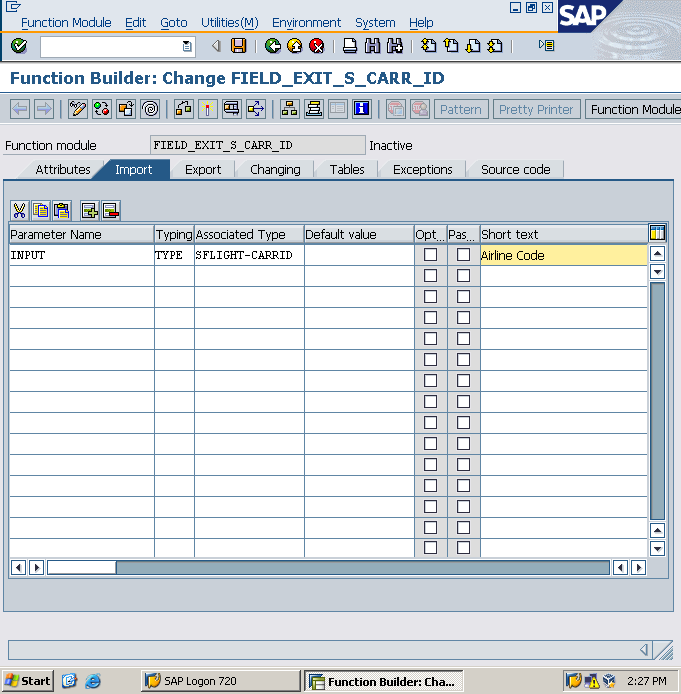 Function Module Edit Goto Utilities(M) Environment System Help
SAP
Function Builder: Change FIELD_EXIT_S_CARR_ID
Pattern Pretty Printer Function Module
Function module FIELD_EXIT_S_CARR_ID Inactive
Attributes Import Export Changing Tables Exceptions Source code
Parameter Name Typing Associated Type Default value Opt... Pas... Short text
INPUT TYPE SFLIGHT-CARRID Airline Code
Start SAP Logon 720 Function Builder: Cha... 2:27 PM